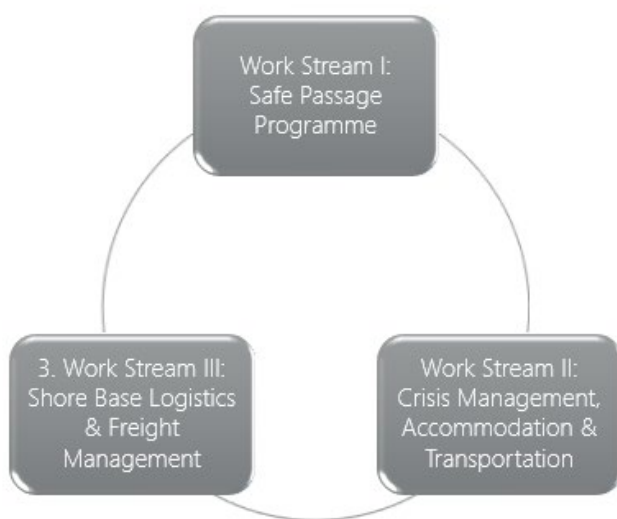 Work Stream I:
Safe Passage
Programme
3. Work Stream III:
Shore Base Logistics
& Freight
Management
Work Stream II:
Crisis Management,
Accommodation &
Transportation